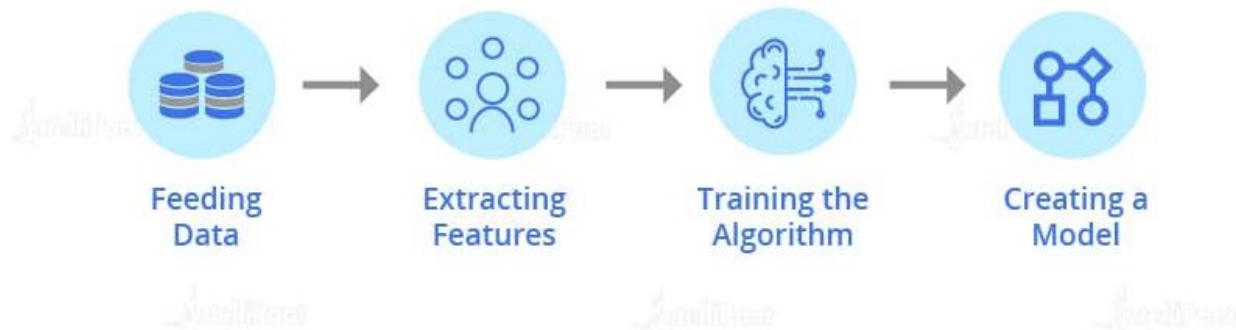 Feeding
Data
Extracting
Features
Training the
Algorithm
Creating a
Model